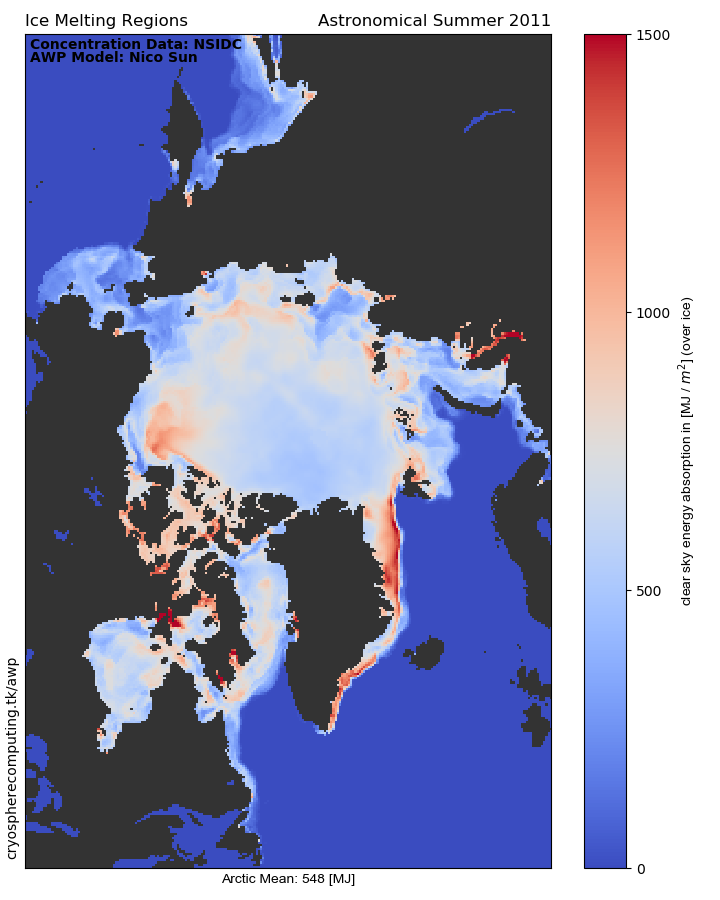 Ice Melting Regions
Astronomical Summer 2011
Concentration Data: NSIDC
AWP Model: Nico Sun
1500
1000
500
0
clear sky energy absorption in [MJ / m²] (over ice)
cryospherecomputing.tk/awp
Arctic Mean: 548 [MJ]